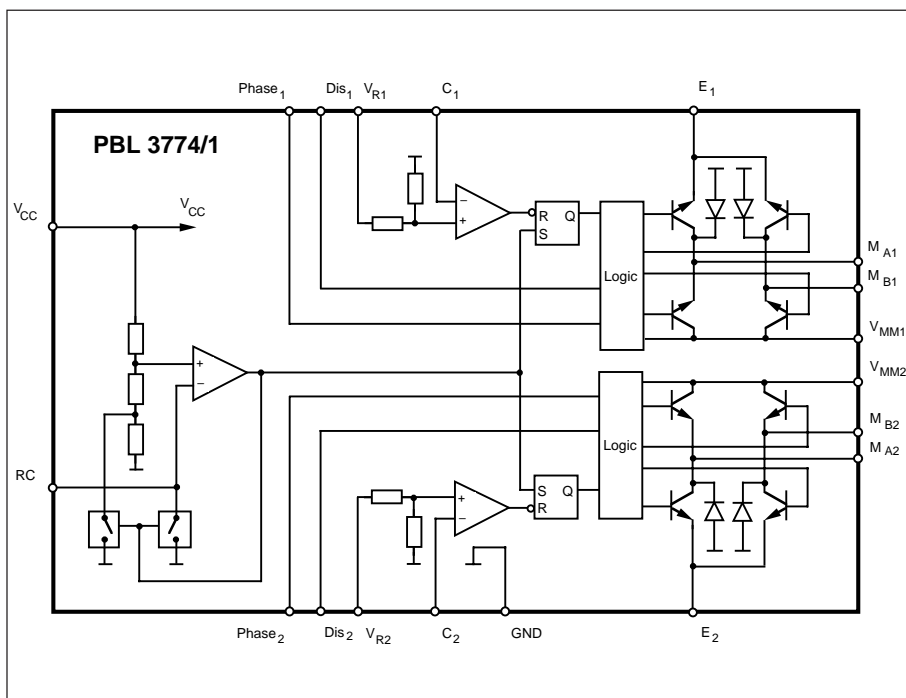 Phase1 Dis1 VR1 C1 E1
PBL 3774/1
VCC VCC
+
–
R Q
S
Logic
MA1
MB1
VMM1
+
–
VMM2
Logic
MB2
MA2
RC
+
–
S Q
R
Phase2 Dis2 VR2 C2 GND E2